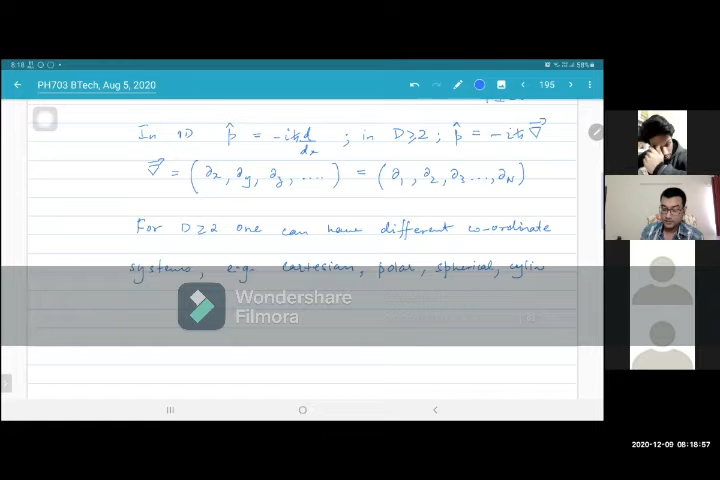 8:18
58%
PH703 BTech, Aug 5, 2020
195
In 1D p̂ = -iħ d/dx ; in D≥2 ; p̂ = -iħ ∇⃗
∇⃗ = (∂x, ∂y, ∂z, ....) = (∂1, ∂2, ∂3 ..., ∂N)
For D≥2 one can have different co-ordinate
systems, e.g. cartesian, polar, spherical, cylin
Wondershare
Filmora
2020-12-09 08:18:57